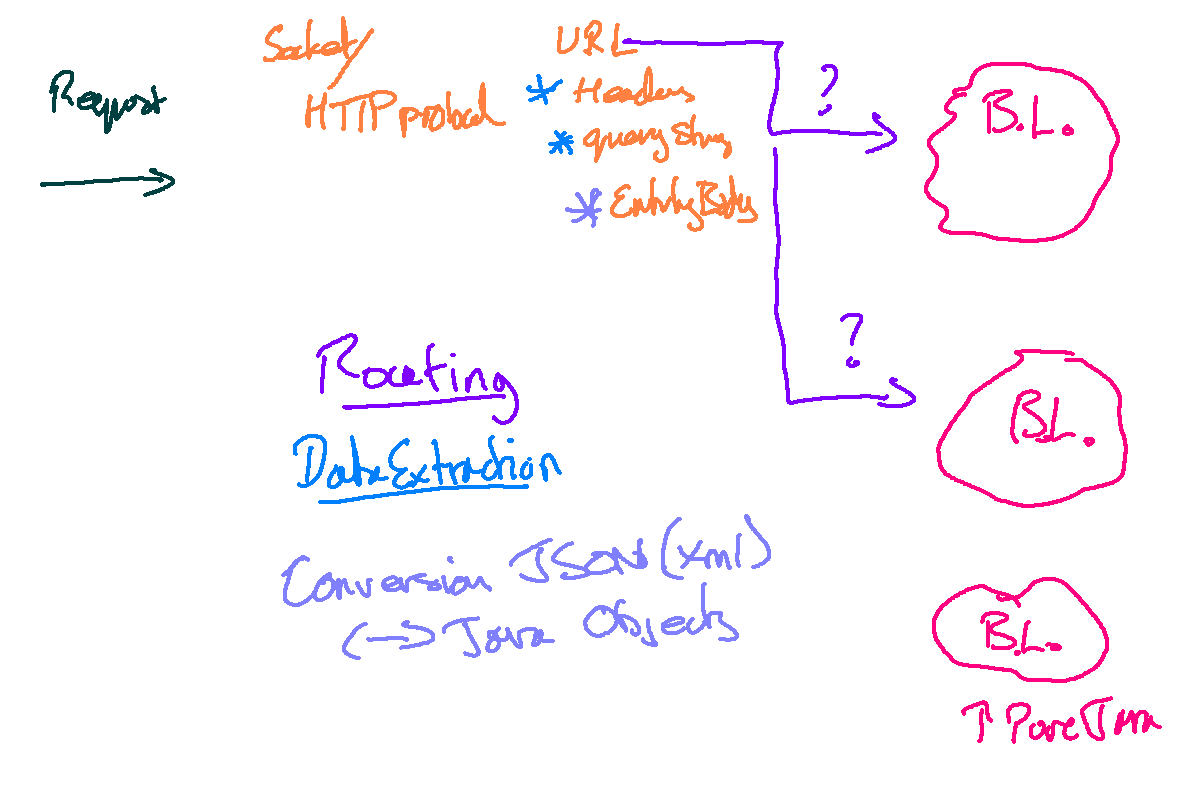 Request
Socket/
HTTP protocol
URL
* Headers
* query String
* Entity Body
?
B.L.
?
B.L.
Routing
Data Extraction
Conversion JSON (xml)
<-> Java Objects
B.L.
↑ Pure Java